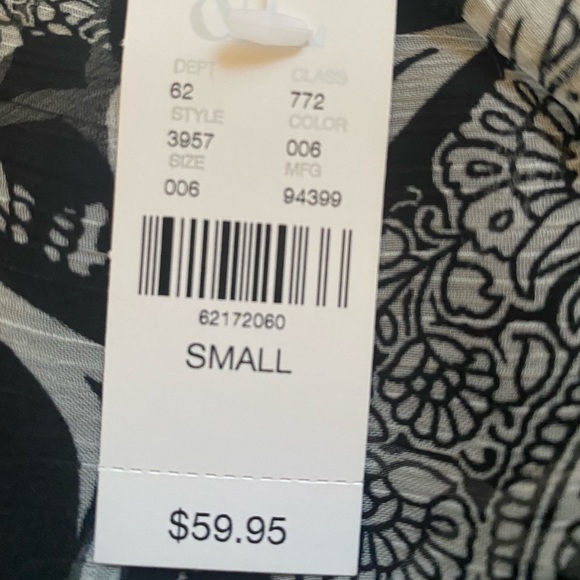 DEPT CLASS
62 772
STYLE COLOR
3957 006
SIZE MFG
006 94399
62172060
SMALL
$59.95